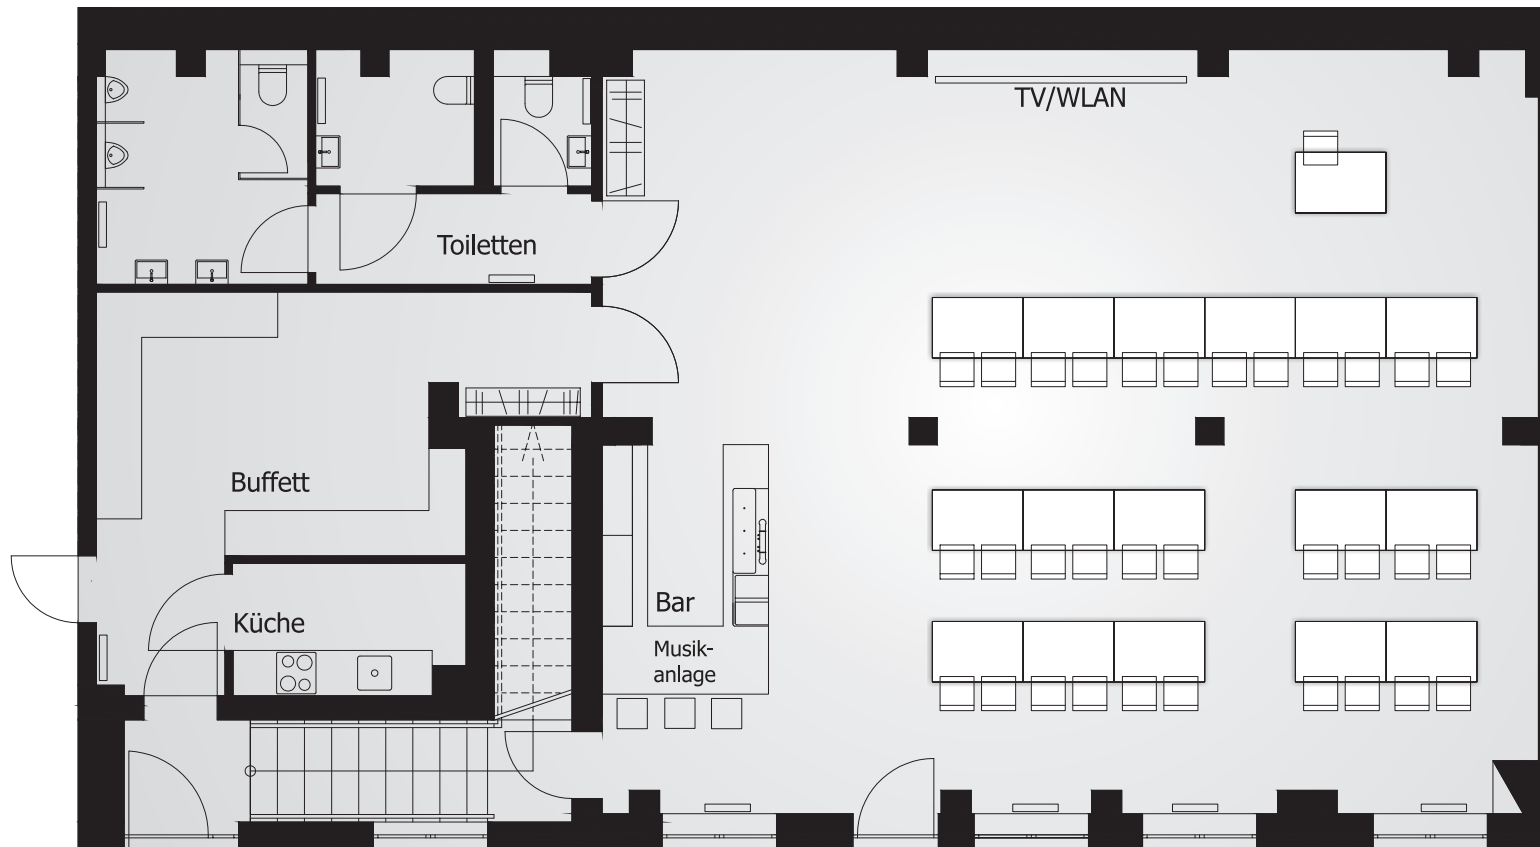 TV/WLAN
Toiletten
Buffett
Küche
Bar
Musik-
anlage